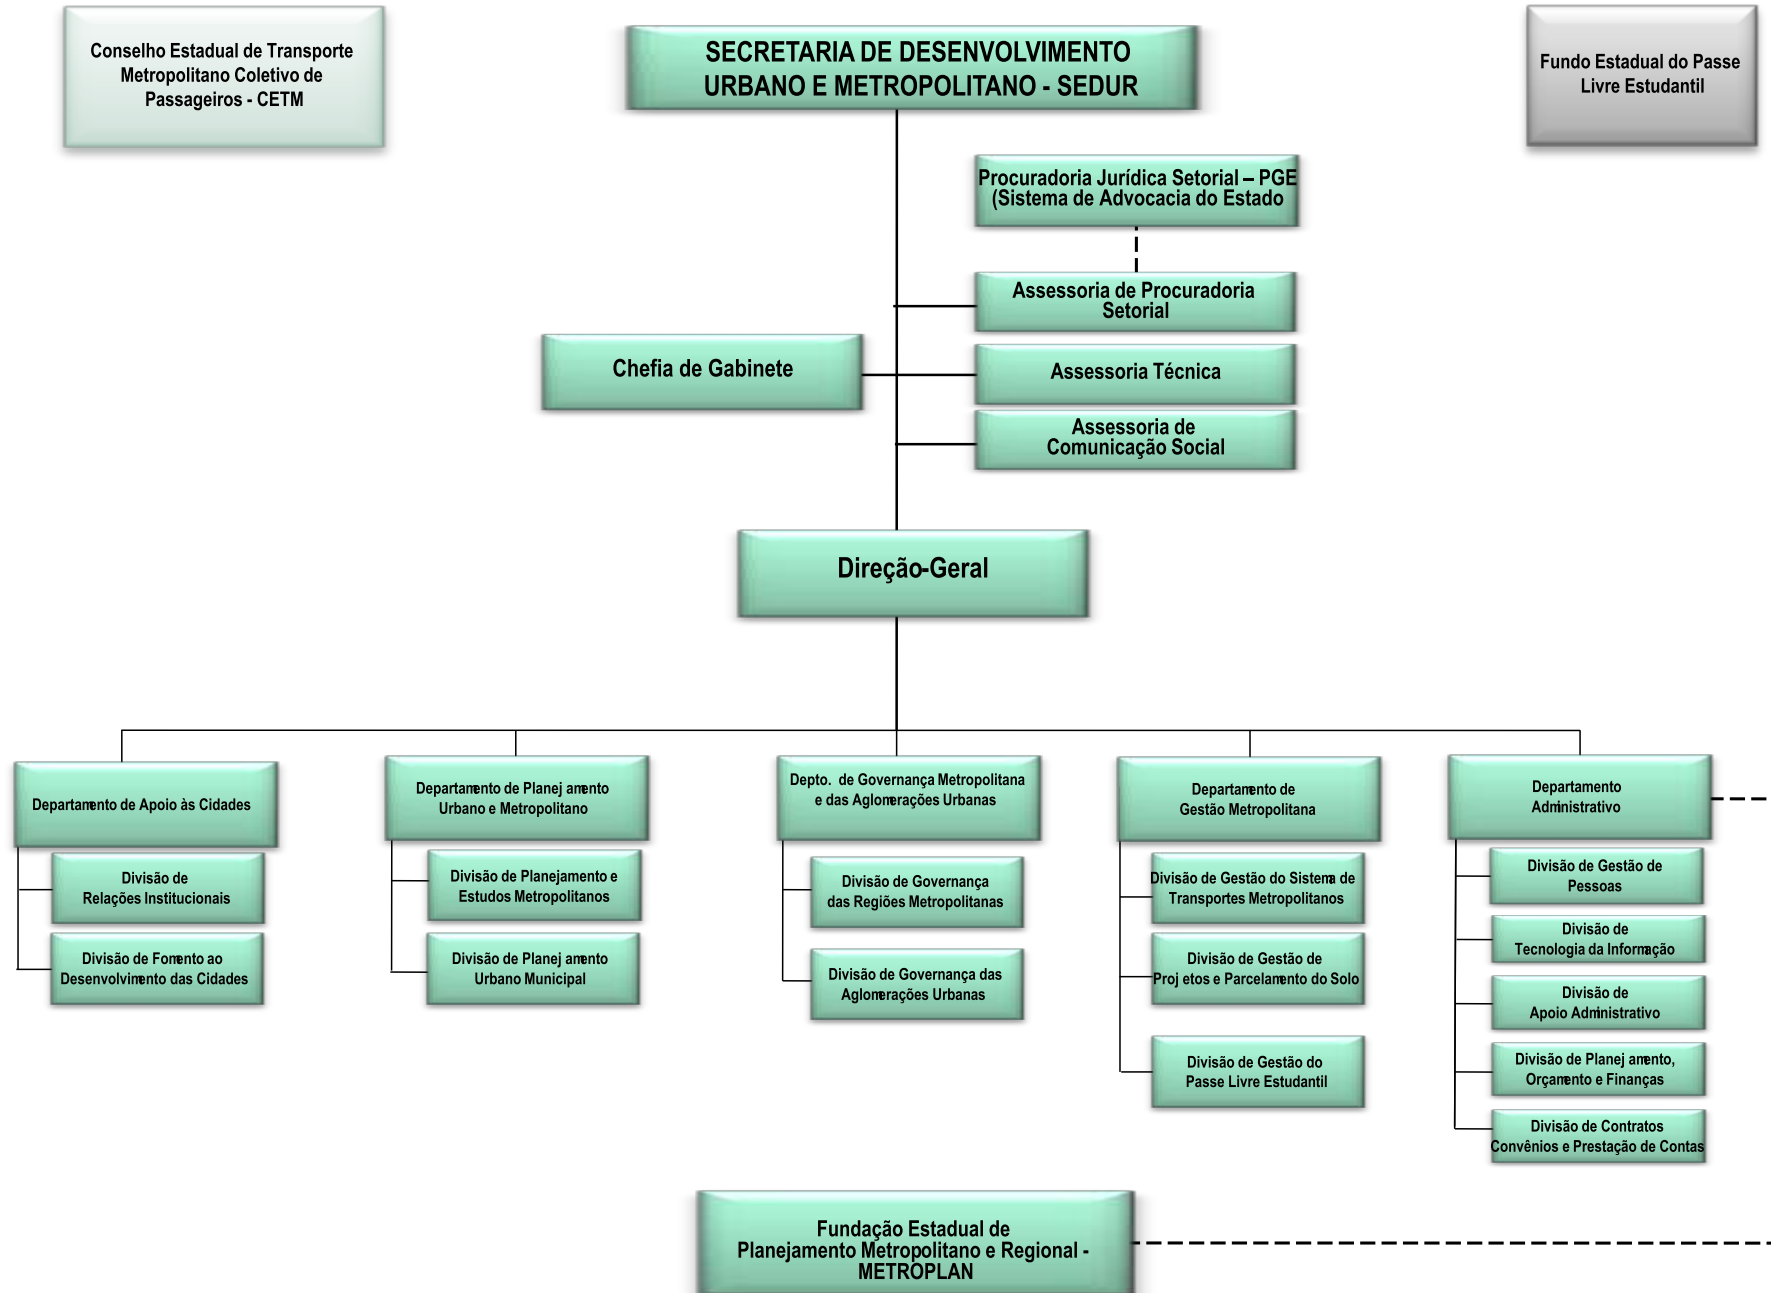 Conselho Estadual de Transporte
Metropolitano Coletivo de
Passageiros - CETM
SECRETARIA DE DESENVOLVIMENTO
URBANO E METROPOLITANO - SEDUR
Fundo Estadual do Passe
Livre Estudantil
Procuradoria Jurídica Setorial – PGE
(Sistema de Advocacia do Estado
Assessoria de Procuradoria
Setorial
Chefia de Gabinete
Assessoria Técnica
Assessoria de
Comunicação Social
Direção-Geral
Departamento de Apoio às Cidades
Divisão de
Relações Institucionais
Divisão de Fomento ao
Desenvolvimento das Cidades
Departamento de Planejamento
Urbano e Metropolitano
Divisão de Planejamento e
Estudos Metropolitanos
Divisão de Planejamento
Urbano Municipal
Depto. de Governança Metropolitana
e das Aglomerações Urbanas
Divisão de Governança
das Regiões Metropolitanas
Divisão de Governança das
Aglomerações Urbanas
Departamento de
Gestão Metropolitana
Divisão de Gestão do Sistema de
Transportes Metropolitanos
Divisão de Gestão de
Projetos e Parcelamento do Solo
Divisão de Gestão do
Passe Livre Estudantil
Departamento
Administrativo
Divisão de Gestão de
Pessoas
Divisão de
Tecnologia da Informação
Divisão de
Apoio Administrativo
Divisão de Planejamento,
Orçamento e Finanças
Divisão de Contratos
Convênios e Prestação de Contas
Fundação Estadual de
Planejamento Metropolitano e Regional -
METROPLAN